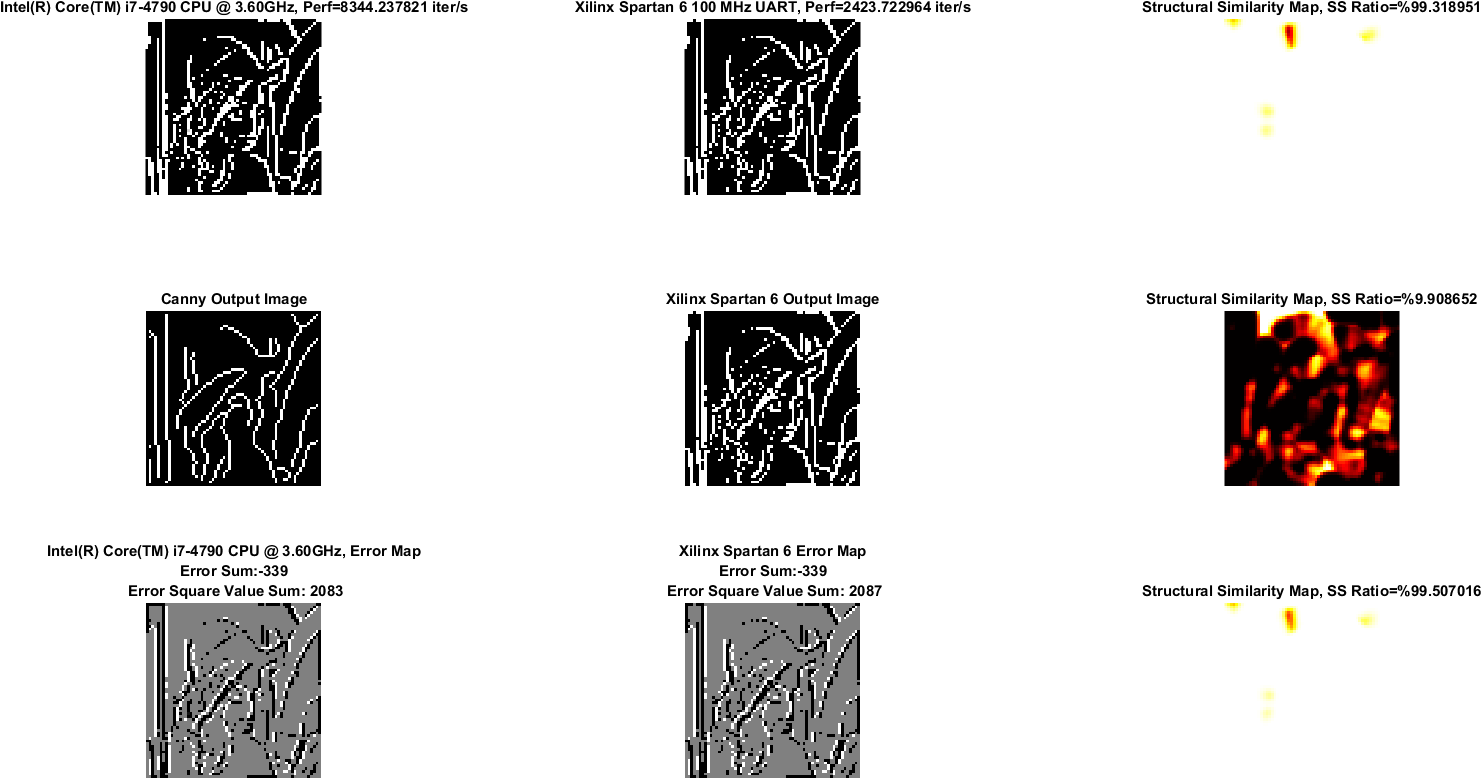 Intel(R) Core(TM) i7-4790 CPU @ 3.60GHz, Perf=8344.237821 iter/s
Xilinx Spartan 6 100 MHz UART, Perf=2423.722964 iter/s
Structural Similarity Map, SS Ratio=%99.318951
Canny Output Image
Xilinx Spartan 6 Output Image
Structural Similarity Map, SS Ratio=%9.908652
Intel(R) Core(TM) i7-4790 CPU @ 3.60GHz, Error Map
Error Sum:-339
Error Square Value Sum: 2083
Xilinx Spartan 6 Error Map
Error Sum:-339
Error Square Value Sum: 2087
Structural Similarity Map, SS Ratio=%99.507016